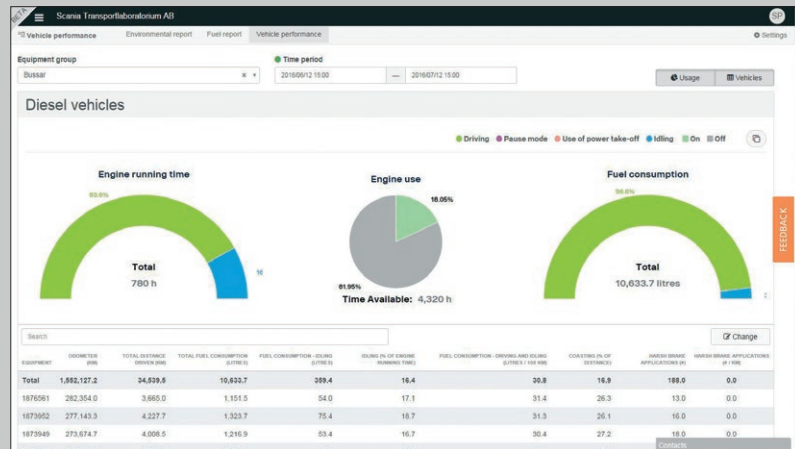 BETA
Scania Transportlaboratorium AB
SP
Vehicle performance Environmental report Fuel report Vehicle performance Settings
Equipment group Time period
Bussar x 2016/06/12 15:00 — 2016/07/12 15:00 Usage Vehicles
Diesel vehicles
Driving Pause mode Use of power take-off Idling On Off
Engine running time Engine use Fuel consumption
83.6% 18.05% 96.6%
FEEDBACK
Total Total
780 h 16 10,633.7 litres
81.95%
Time Available: 4,320 h
Search Change
EQUIPMENT ODOMETER (KM) TOTAL DISTANCE DRIVEN (KM) TOTAL FUEL CONSUMPTION (LITRES) FUEL CONSUMPTION - IDLING (LITRES) IDLING (% OF ENGINE RUNNING TIME) FUEL CONSUMPTION - DRIVING AND IDLING (LITRES / 100 KM) COASTING (% OF DISTANCE) HARSH BRAKE APPLICATIONS (#) HARSH BRAKE APPLICATIONS (# / KM)
Total 1,552,127.2 34,539.5 10,633.7 359.4 16.4 30.8 16.9 188.0 0.0
1876561 282,354.0 3,665.0 1,151.5 54.0 17.1 31.4 26.3 13.0 0.0
1873952 277,143.3 4,227.7 1,323.7 75.4 18.7 31.3 26.1 16.0 0.0
1873949 273,674.7 4,008.5 1,216.9 53.4 16.7 30.4 27.2 18.0 0.0
Contacts